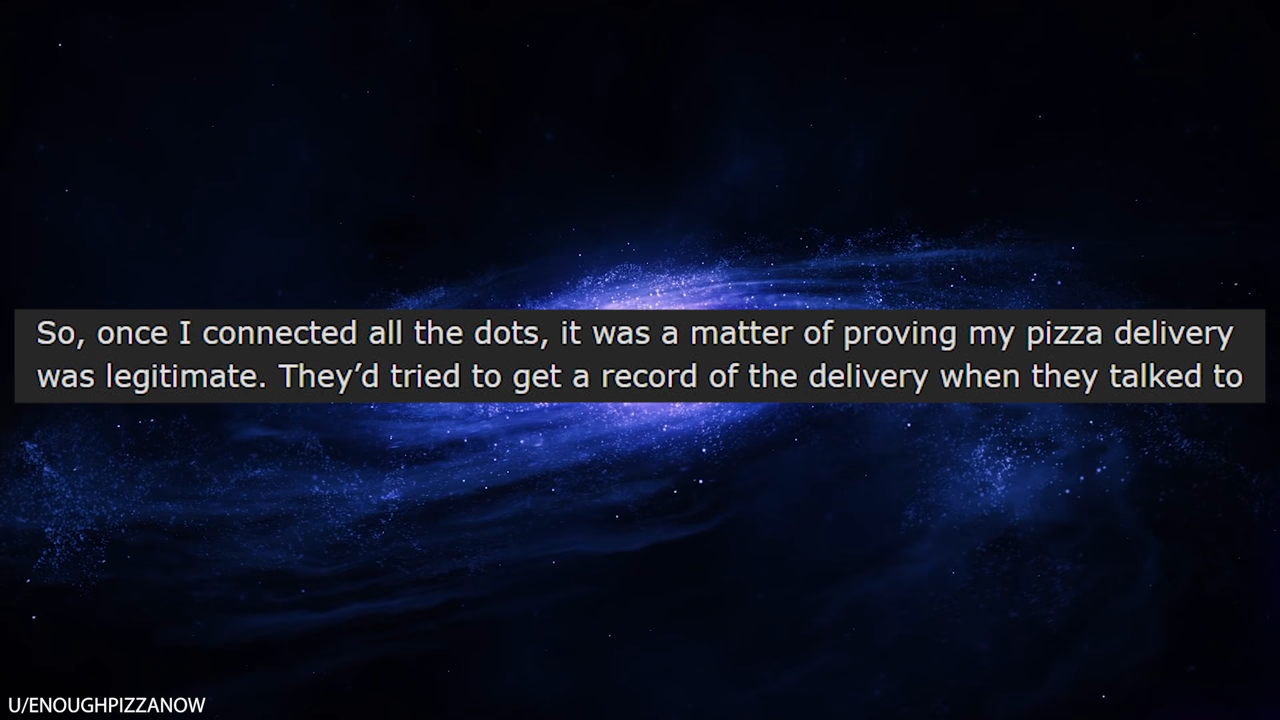 So, once I connected all the dots, it was a matter of proving my pizza delivery
was legitimate. They’d tried to get a record of the delivery when they talked to
U/ENOUGHPIZZANOW